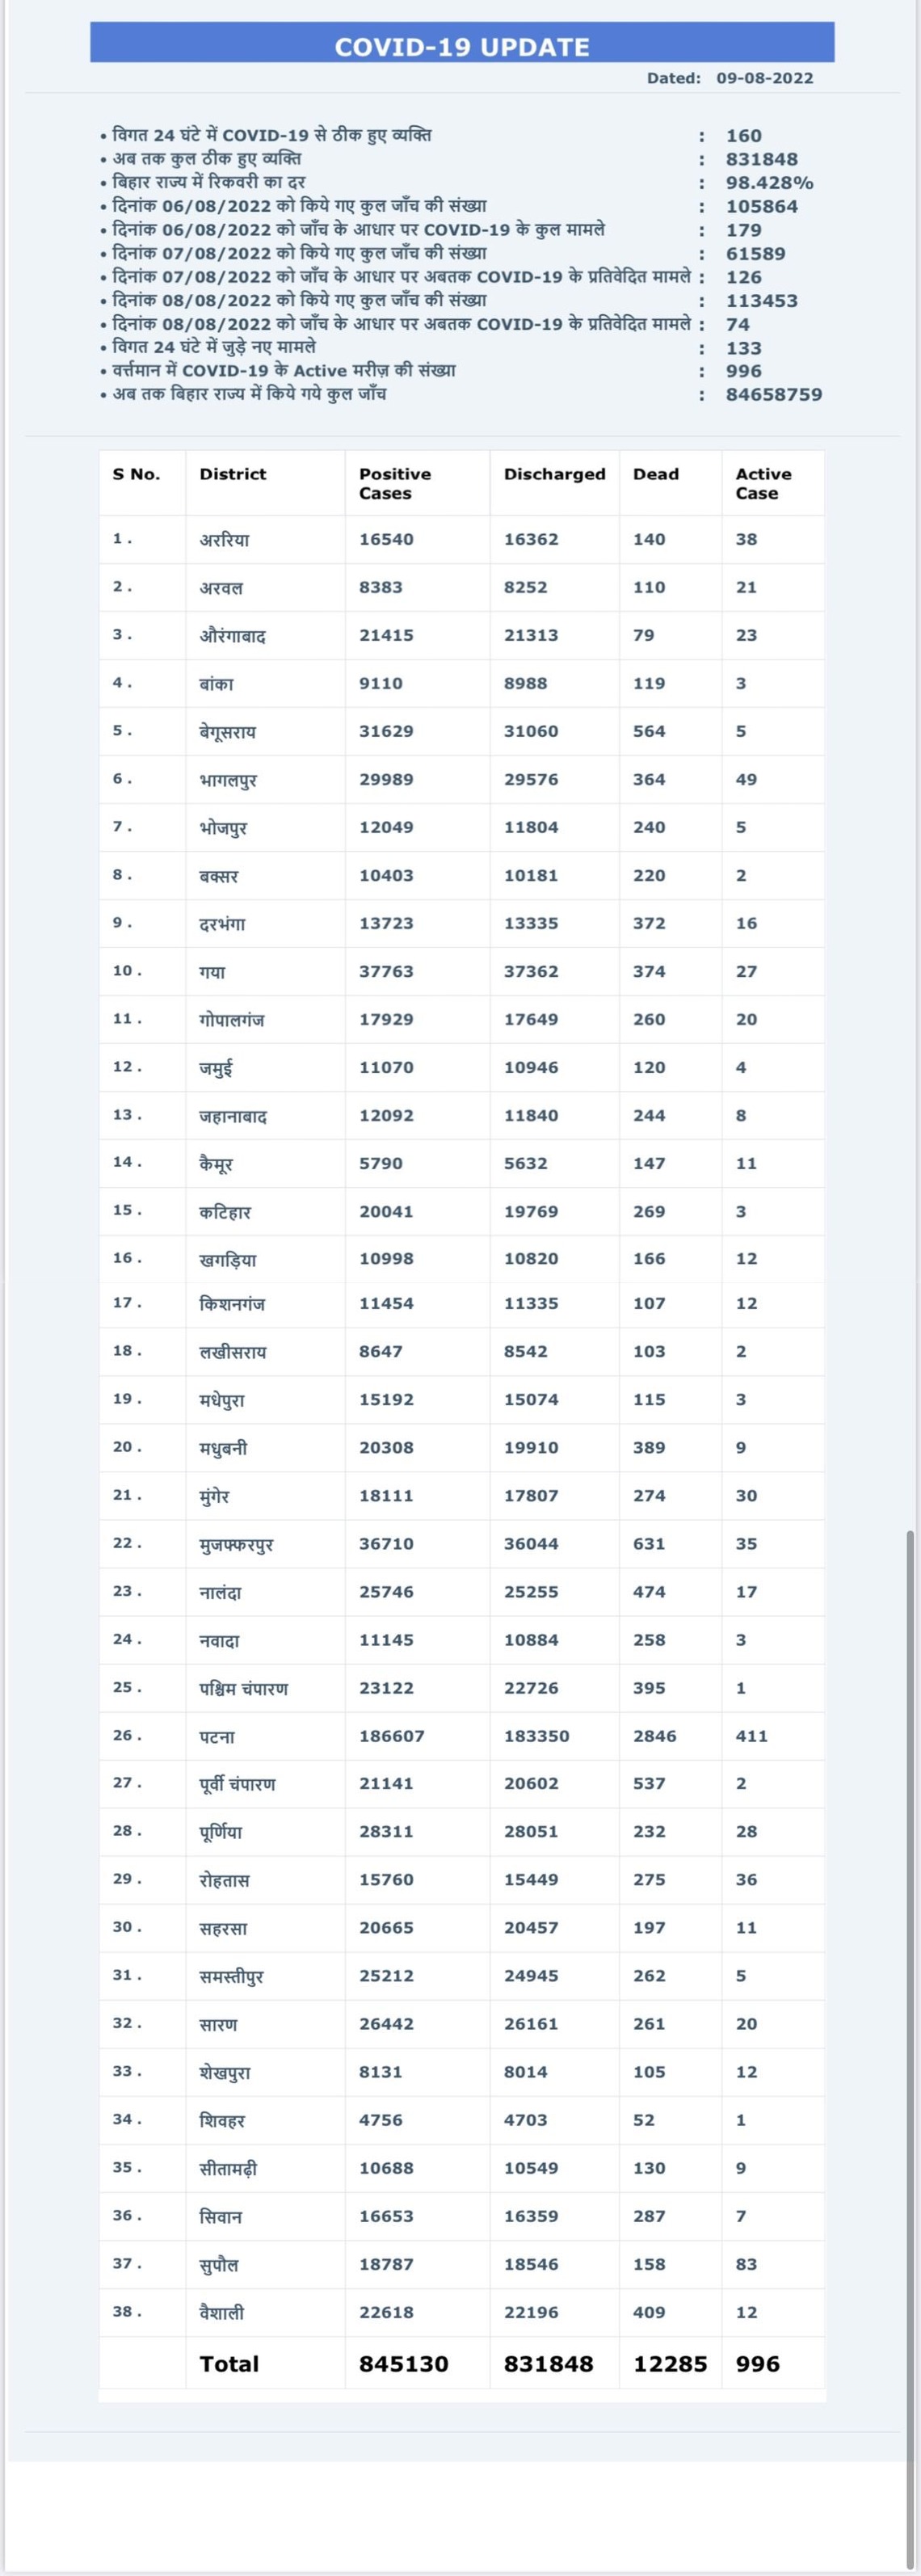 COVID-19 UPDATE
Dated: 09-08-2022
• विगत 24 घंटे में COVID-19 से ठीक हुए व्यक्ति : 160
• अब तक कुल ठीक हुए व्यक्ति : 831848
• बिहार राज्य में रिकवरी का दर : 98.428%
• दिनांक 06/08/2022 को किये गए कुल जाँच की संख्या : 105864
• दिनांक 06/08/2022 को जाँच के आधार पर COVID-19 के कुल मामले : 179
• दिनांक 07/08/2022 को किये गए कुल जाँच की संख्या : 61589
• दिनांक 07/08/2022 को जाँच के आधार पर अबतक COVID-19 के प्रतिवेदित मामले : 126
• दिनांक 08/08/2022 को किये गए कुल जाँच की संख्या : 113453
• दिनांक 08/08/2022 को जाँच के आधार पर अबतक COVID-19 के प्रतिवेदित मामले : 74
• विगत 24 घंटे में जुड़े नए मामले : 133
• वर्त्तमान में COVID-19 के Active मरीज़ की संख्या : 996
• अब तक बिहार राज्य में किये गये कुल जाँच : 84658759
S No. District Positive Cases Discharged Dead Active Case
1 . अररिया 16540 16362 140 38
2 . अरवल 8383 8252 110 21
3 . औरंगाबाद 21415 21313 79 23
4 . बांका 9110 8988 119 3
5 . बेगूसराय 31629 31060 564 5
6 . भागलपुर 29989 29576 364 49
7 . भोजपुर 12049 11804 240 5
8 . बक्सर 10403 10181 220 2
9 . दरभंगा 13723 13335 372 16
10 . गया 37763 37362 374 27
11 . गोपालगंज 17929 17649 260 20
12 . जमुई 11070 10946 120 4
13 . जहानाबाद 12092 11840 244 8
14 . कैमूर 5790 5632 147 11
15 . कटिहार 20041 19769 269 3
16 . खगड़िया 10998 10820 166 12
17 . किशनगंज 11454 11335 107 12
18 . लखीसराय 8647 8542 103 2
19 . मधेपुरा 15192 15074 115 3
20 . मधुबनी 20308 19910 389 9
21 . मुंगेर 18111 17807 274 30
22 . मुजफ्फरपुर 36710 36044 631 35
23 . नालंदा 25746 25255 474 17
24 . नवादा 11145 10884 258 3
25 . पश्चिम चंपारण 23122 22726 395 1
26 . पटना 186607 183350 2846 411
27 . पूर्वी चंपारण 21141 20602 537 2
28 . पूर्णिया 28311 28051 232 28
29 . रोहतास 15760 15449 275 36
30 . सहरसा 20665 20457 197 11
31 . समस्तीपुर 25212 24945 262 5
32 . सारण 26442 26161 261 20
33 . शेखपुरा 8131 8014 105 12
34 . शिवहर 4756 4703 52 1
35 . सीतामढ़ी 10688 10549 130 9
36 . सिवान 16653 16359 287 7
37 . सुपौल 18787 18546 158 83
38 . वैशाली 22618 22196 409 12
Total 845130 831848 12285 996